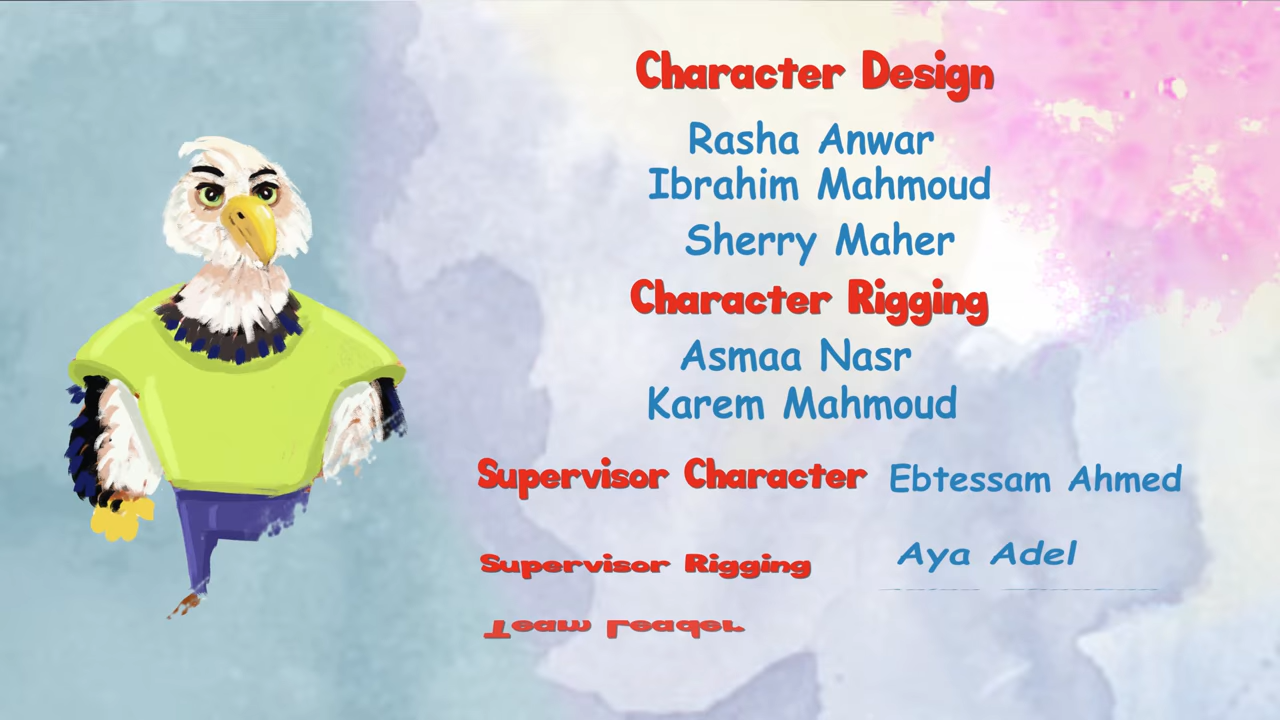 Character Design
Rasha Anwar
Ibrahim Mahmoud
Sherry Maher
Character Rigging
Asmaa Nasr
Karem Mahmoud
Supervisor Character Ebtessam Ahmed
Supervisor Rigging Aya Adel
Team Leader